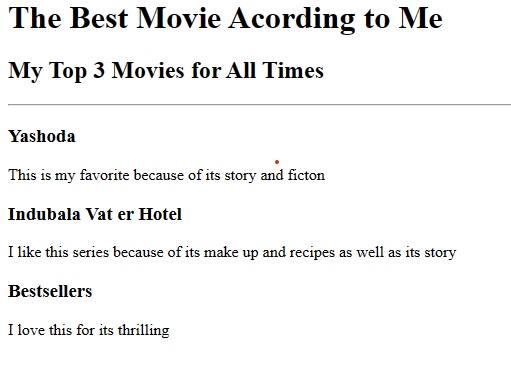 The Best Movie Acording to Me
My Top 3 Movies for All Times
Yashoda
This is my favorite because of its story and ficton
Indubala Vat er Hotel
I like this series because of its make up and recipes as well as its story
Bestsellers
I love this for its thrilling